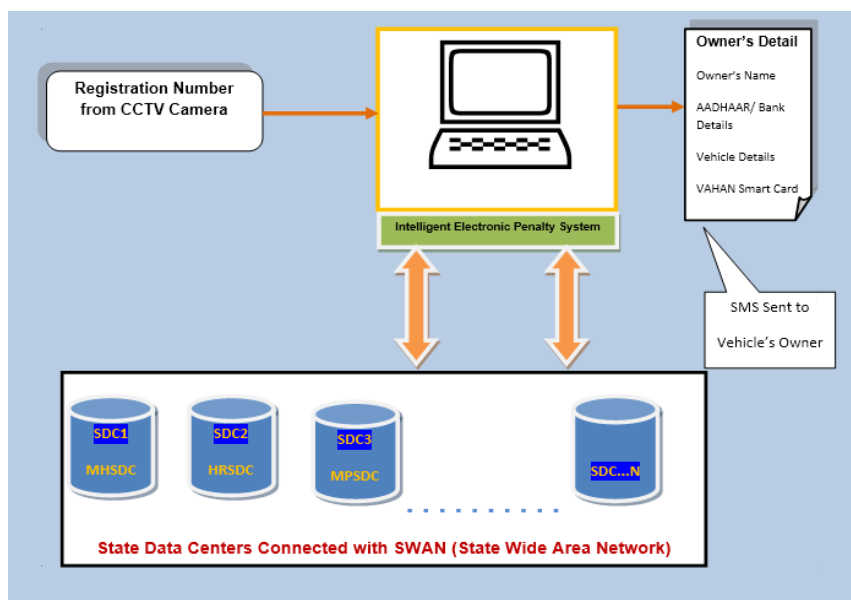 Registration Number
from CCTV Camera
Intelligent Electronic Penalty System
Owner's Detail
Owner's Name
AADHAAR/ Bank
Details
Vehicle Details
VAHAN Smart Card
SMS Sent to
Vehicle's Owner
SDC1
MHSDC
SDC2
HRSDC
SDC3
MPSDC
SDC...N
State Data Centers Connected with SWAN (State Wide Area Network)